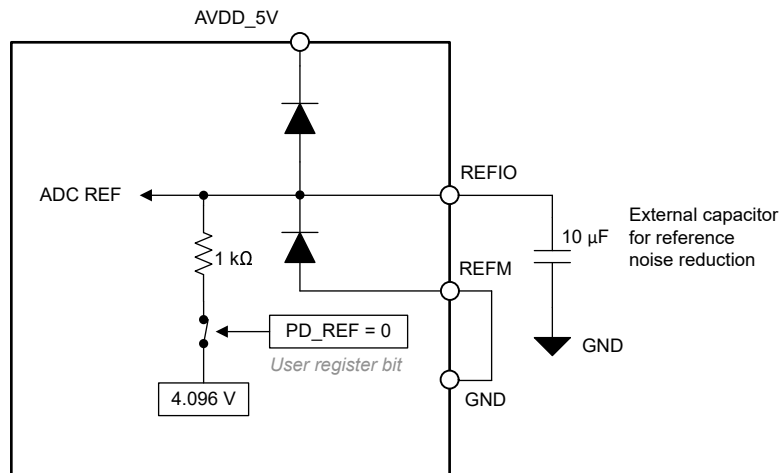 AVDD_5V
ADC REF
REFIO
1 kΩ
10 µF
External capacitor
for reference
noise reduction
REFM
PD_REF = 0
User register bit
GND
4.096 V
GND